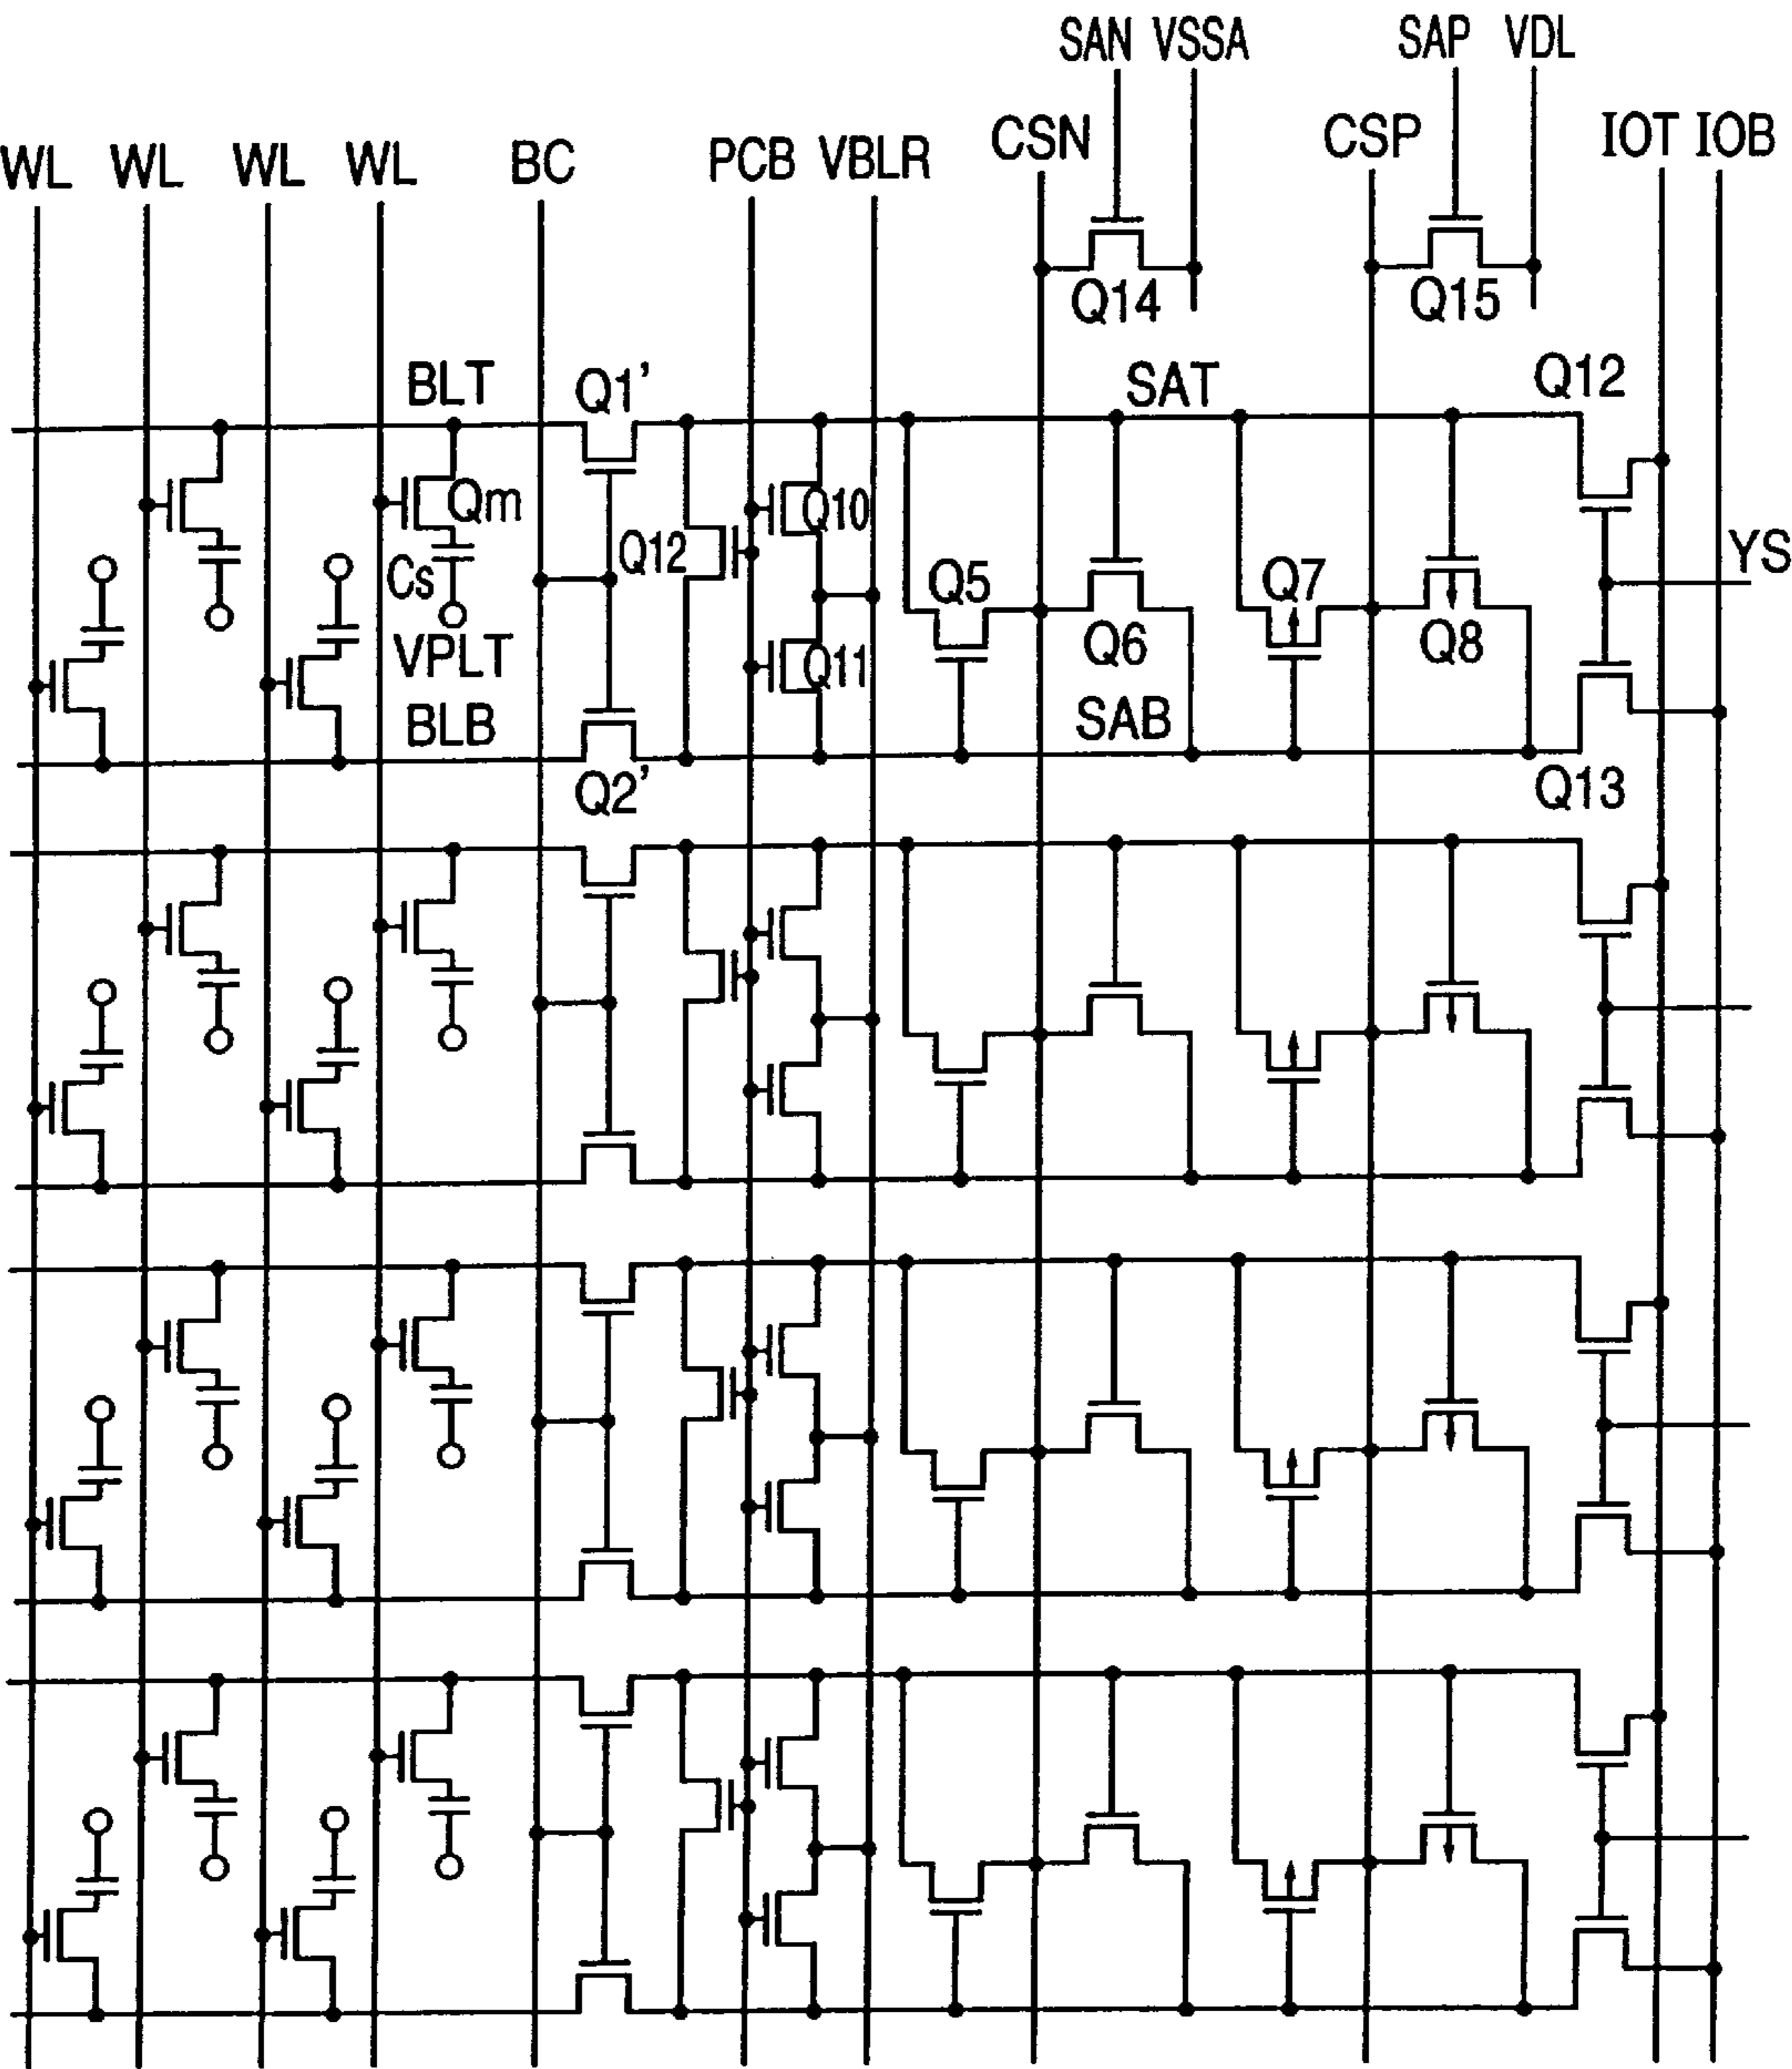 SAN VSSA SAP VDL
CSN CSP IOT IOB
WL WL WL WL BC PCB VBLR
Q14 Q15
BLT Q1’ SAT Q12
Qm Q10
Q12 YS
Cs Q5 Q7
VPLT Q6 Q8
Q11
BLB SAB
Q2’ Q13